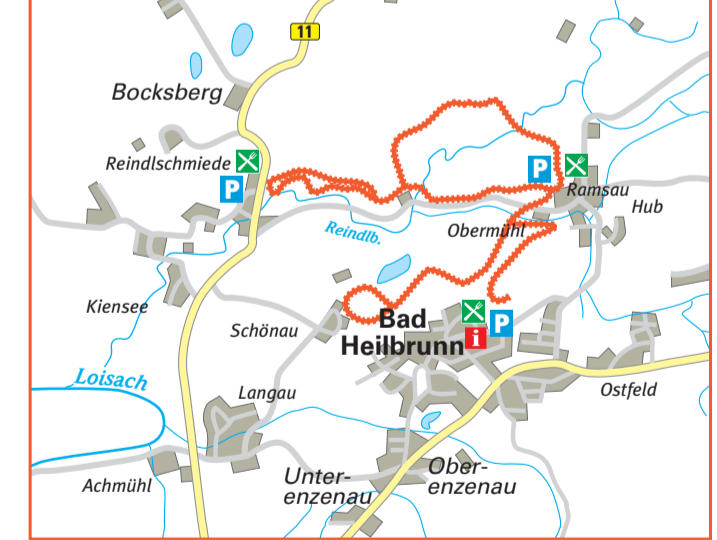 11
Bocksberg
Reindlschmiede
P
P
Ramsau
Hub
Obermühl
Reindlb.
Kiensee
Schönau
Bad
Heilbrunn
P
i
Loisach
Langau
Ostfeld
Achmühl
Unter-
enzenau
Ober-
enzenau